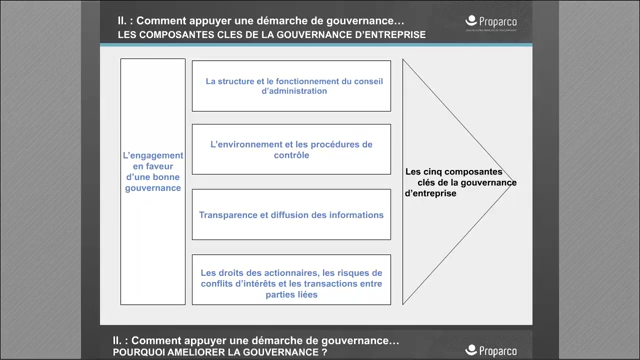 II. : Comment appuyer une démarche de gouvernance…
LES COMPOSANTES CLES DE LA GOUVERNANCE D'ENTREPRISE
Proparco
L'engagement
en faveur
d'une bonne
gouvernance
La structure et le fonctionnement du conseil
d'administration
L'environnement et les procédures de
contrôle
Transparence et diffusion des informations
Les droits des actionnaires, les risques de
conflits d'intérêts et les transactions entre
parties liées
Les cinq composantes
clés de la gouvernance
d'entreprise
II. : Comment appuyer une démarche de gouvernance…
POURQUOI AMELIORER LA GOUVERNANCE ?
Proparco